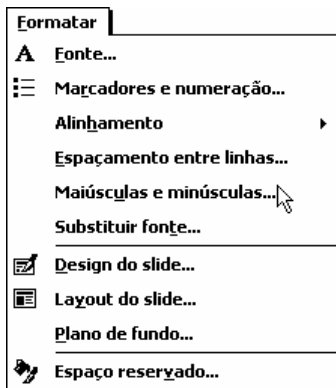 Formatar
Fonte...
Marcadores e numeração...
Alinhamento
Espaçamento entre linhas...
Maiúsculas e minúsculas...
Substituir fonte...
Design do slide...
Layout do slide...
Plano de fundo...
Espaço reservado...